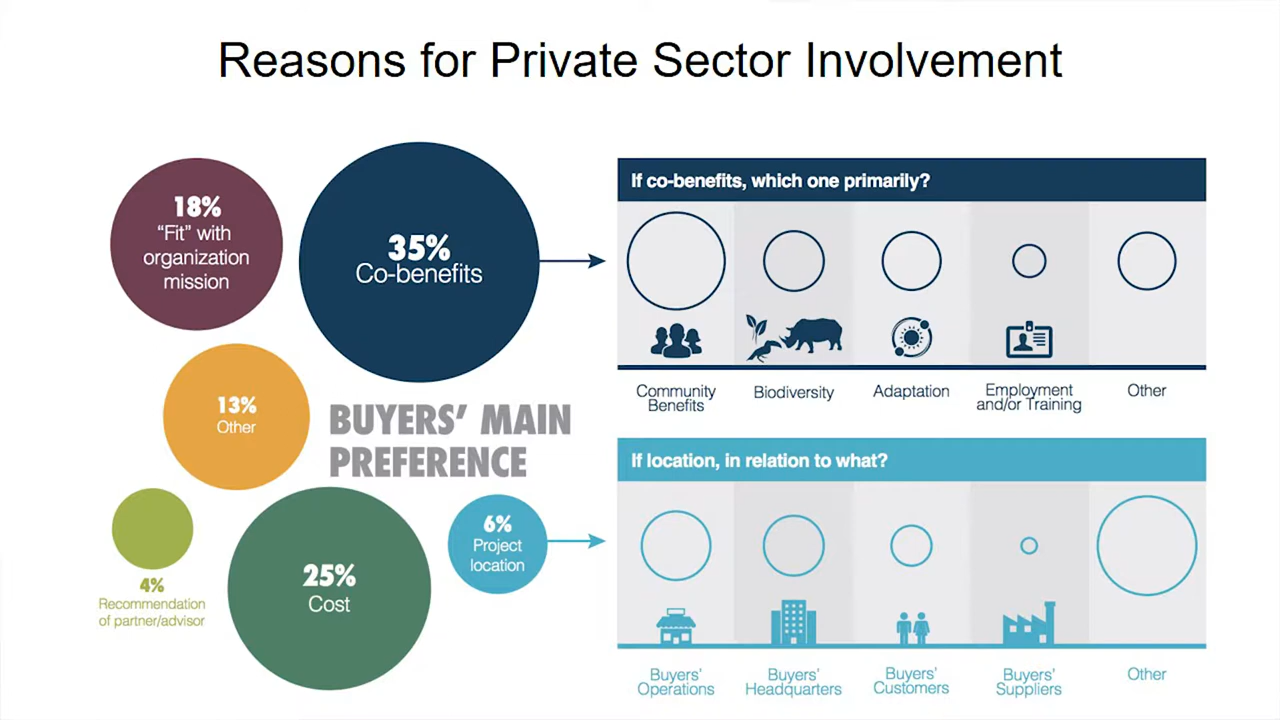 Reasons for Private Sector Involvement
18%
“Fit” with
organization
mission
35%
Co-benefits
13%
Other
BUYERS’ MAIN
PREFERENCE
4%
Recommendation
of partner/advisor
25%
Cost
6%
Project
location
If co-benefits, which one primarily?
Community
Benefits
Biodiversity
Adaptation
Employment
and/or Training
Other
If location, in relation to what?
Buyers’
Operations
Buyers’
Headquarters
Buyers’
Customers
Buyers’
Suppliers
Other